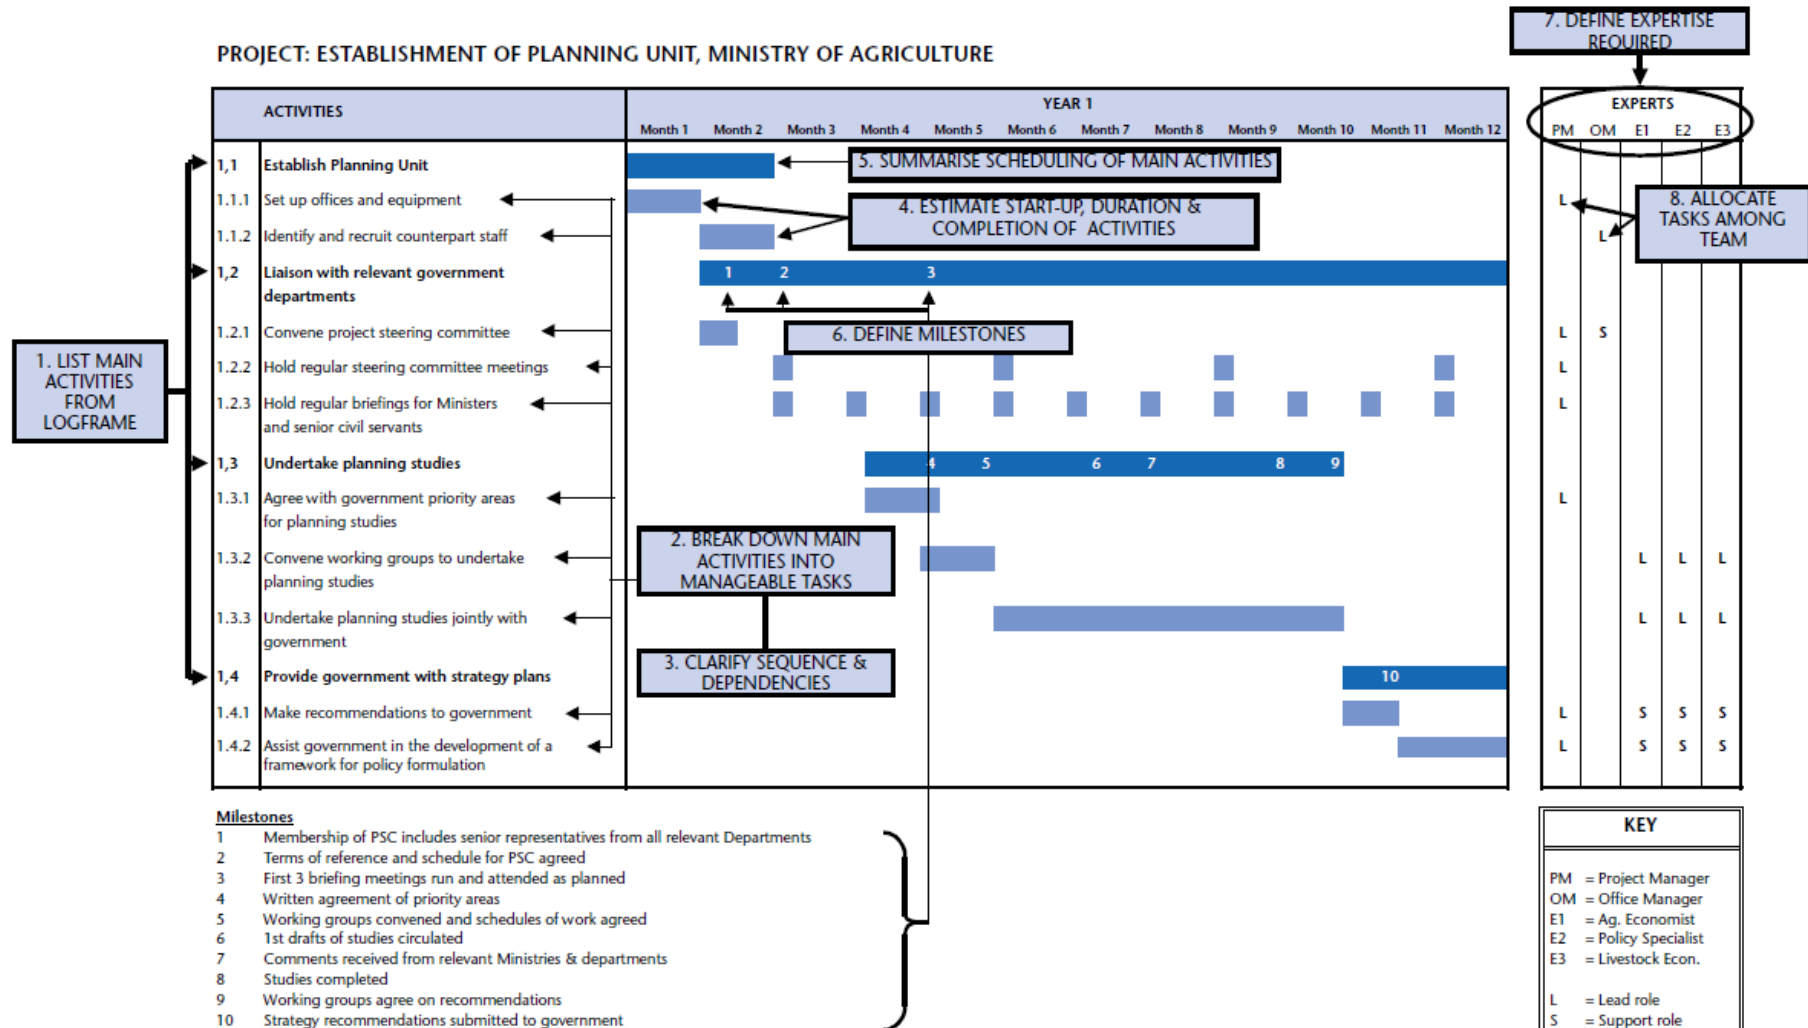 7. DEFINE EXPERTISE
REQUIRED
PROJECT: ESTABLISHMENT OF PLANNING UNIT, MINISTRY OF AGRICULTURE
ACTIVITIES
YEAR 1
Month 1 Month 2 Month 3 Month 4 Month 5 Month 6 Month 7 Month 8 Month 9 Month 10 Month 11 Month 12
EXPERTS
PM OM E1 E2 E3
1,1 Establish Planning Unit
5. SUMMARISE SCHEDULING OF MAIN ACTIVITIES
1.1.1 Set up offices and equipment
L
4. ESTIMATE START-UP, DURATION &
COMPLETION OF ACTIVITIES
8. ALLOCATE
TASKS AMONG
TEAM
1.1.2 Identify and recruit counterpart staff
L
1,2 Liaison with relevant government
departments
1 2 3
6. DEFINE MILESTONES
1.2.1 Convene project steering committee
L S
1. LIST MAIN
ACTIVITIES
FROM
LOGFRAME
1.2.2 Hold regular steering committee meetings
L
1.2.3 Hold regular briefings for Ministers
and senior civil servants
L
1,3 Undertake planning studies
4 5 6 7 8 9
1.3.1 Agree with government priority areas
for planning studies
L
2. BREAK DOWN MAIN
ACTIVITIES INTO
MANAGEABLE TASKS
1.3.2 Convene working groups to undertake
planning studies
L L L
1.3.3 Undertake planning studies jointly with
government
L L L
3. CLARIFY SEQUENCE &
DEPENDENCIES
1,4 Provide government with strategy plans
10
1.4.1 Make recommendations to government
L S S S
1.4.2 Assist government in the development of a
framework for policy formulation
L S S S
Milestones
1 Membership of PSC includes senior representatives from all relevant Departments
2 Terms of reference and schedule for PSC agreed
3 First 3 briefing meetings run and attended as planned
4 Written agreement of priority areas
5 Working groups convened and schedules of work agreed
6 1st drafts of studies circulated
7 Comments received from relevant Ministries & departments
8 Studies completed
9 Working groups agree on recommendations
10 Strategy recommendations submitted to government
KEY
PM = Project Manager
OM = Office Manager
E1 = Ag. Economist
E2 = Policy Specialist
E3 = Livestock Econ.
L = Lead role
S = Support role